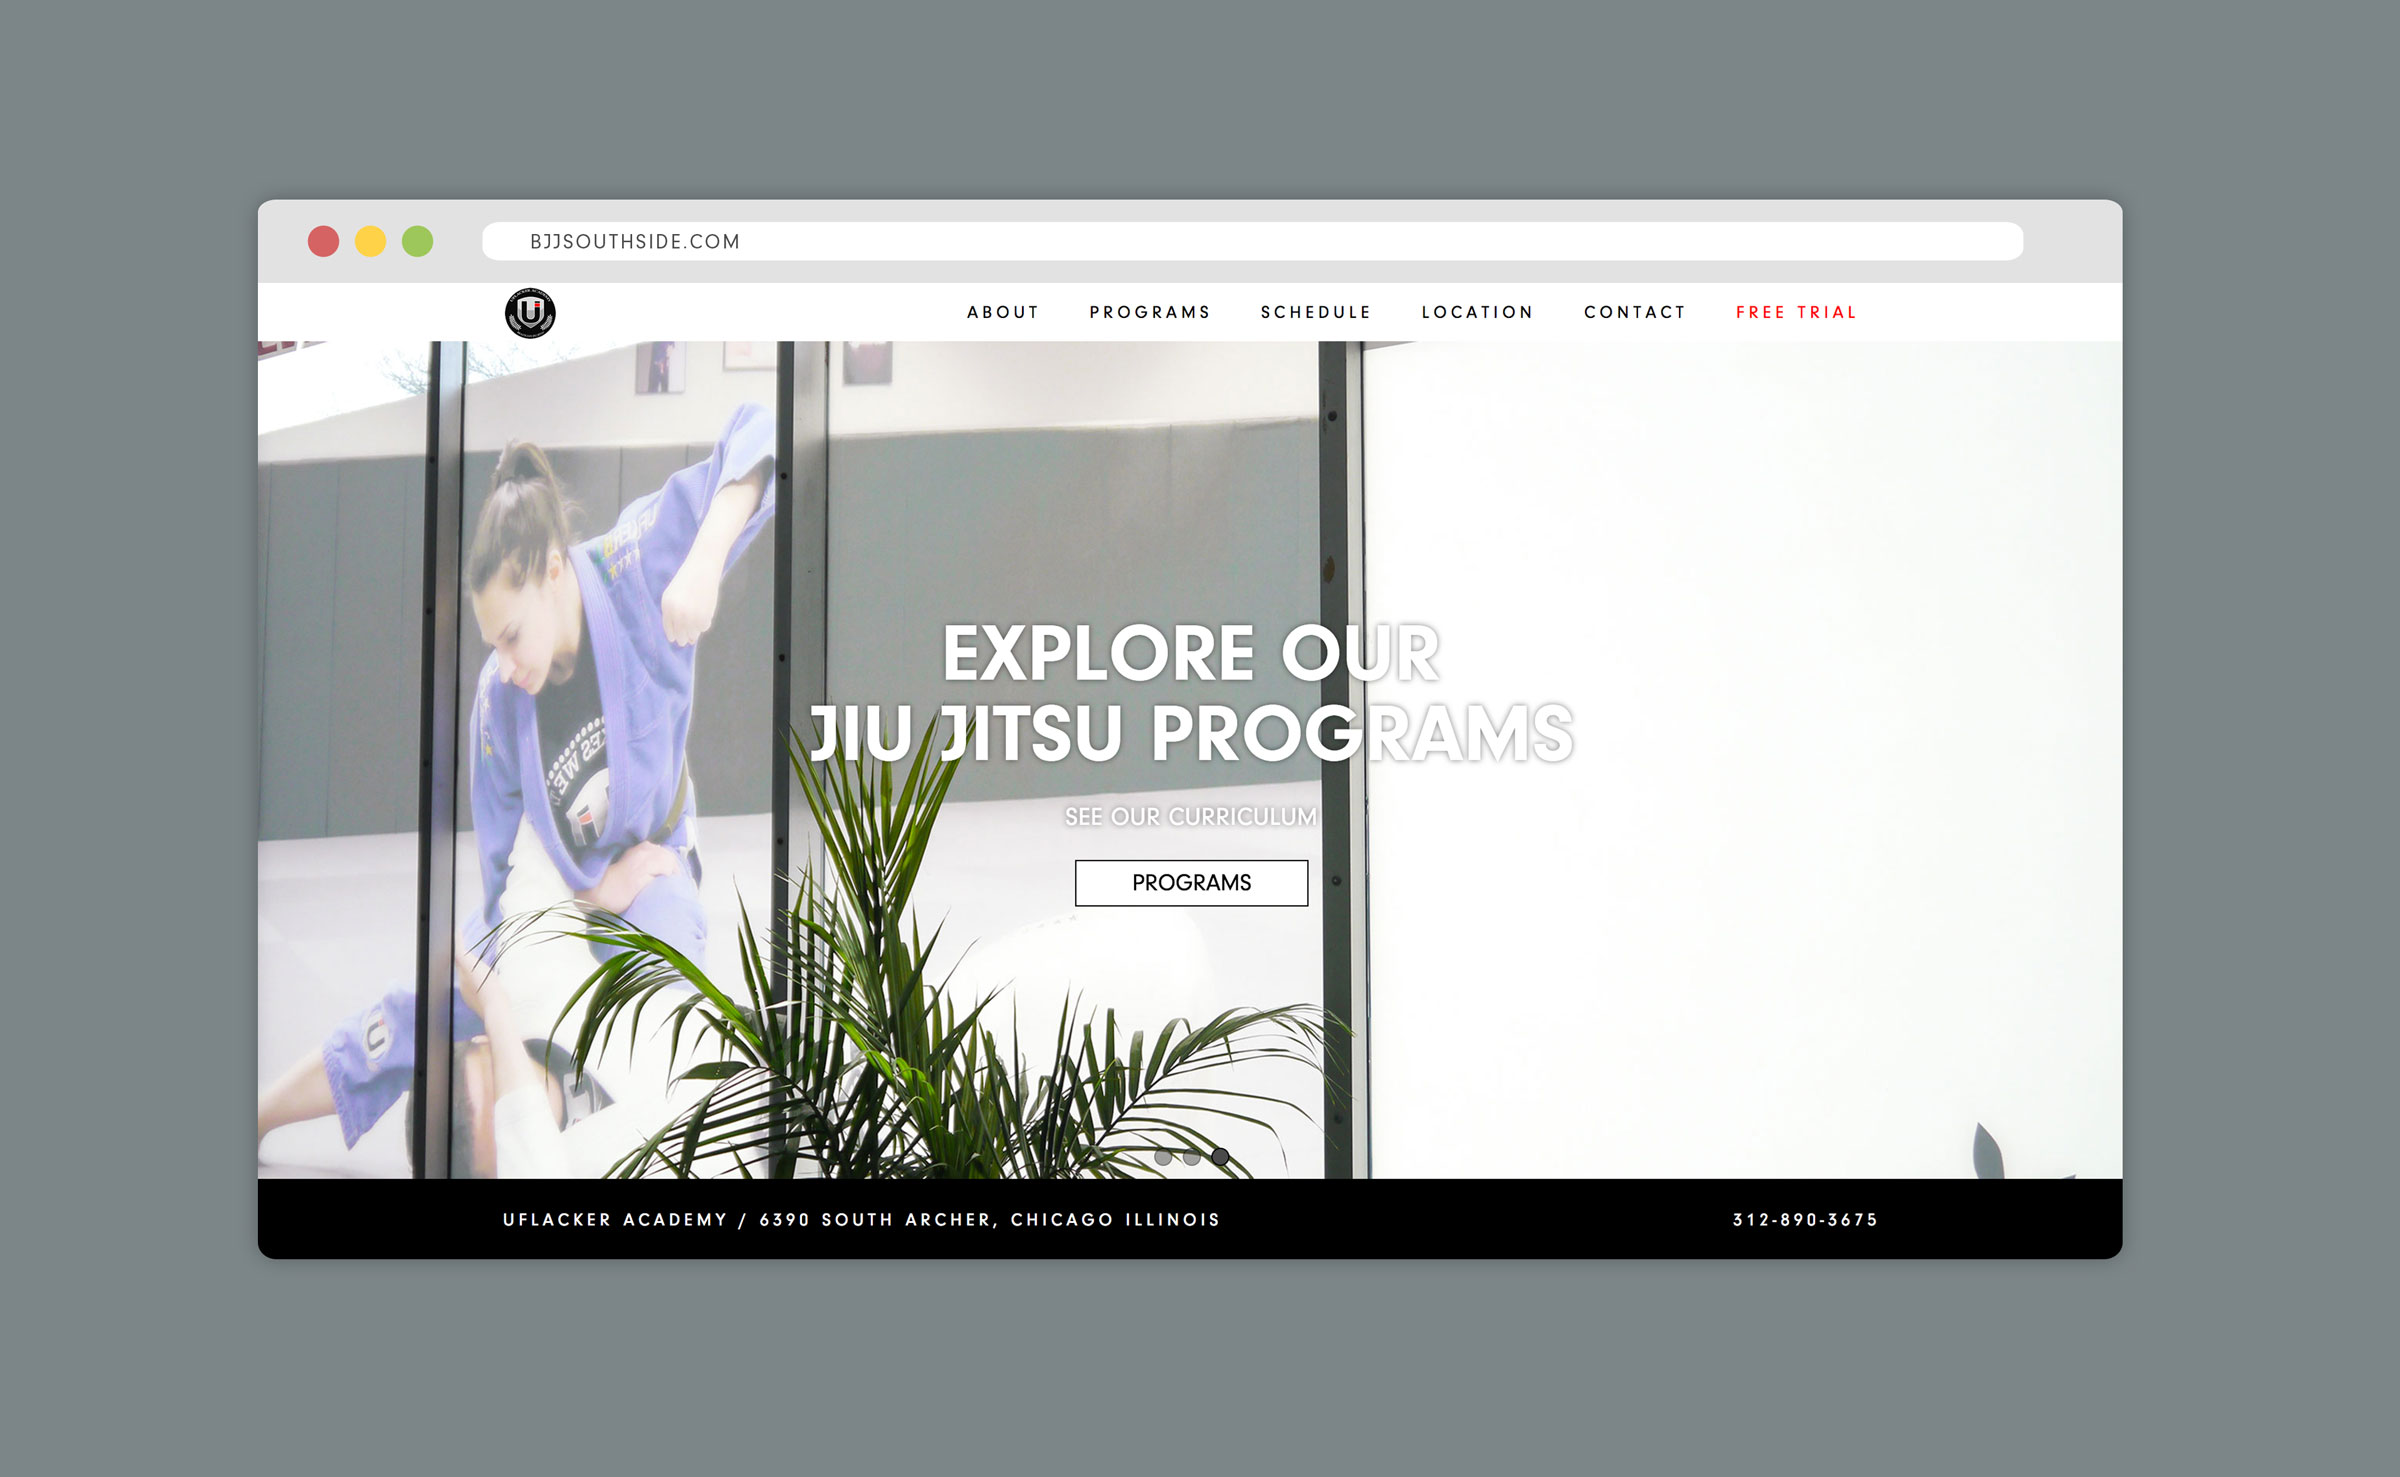 BJJSOUTHSIDE.COM
ABOUT PROGRAMS SCHEDULE LOCATION CONTACT FREE TRIAL
EXPLORE OUR
JIU JITSU PROGRAMS
SEE OUR CURRICULUM
PROGRAMS
UFLACKER ACADEMY / 6390 SOUTH ARCHER, CHICAGO ILLINOIS 312-890-3675